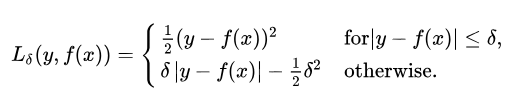 L_δ(y, f(x)) = { ½(y − f(x))² for|y − f(x)| ≤ δ,
δ |y − f(x)| − ½δ² otherwise.